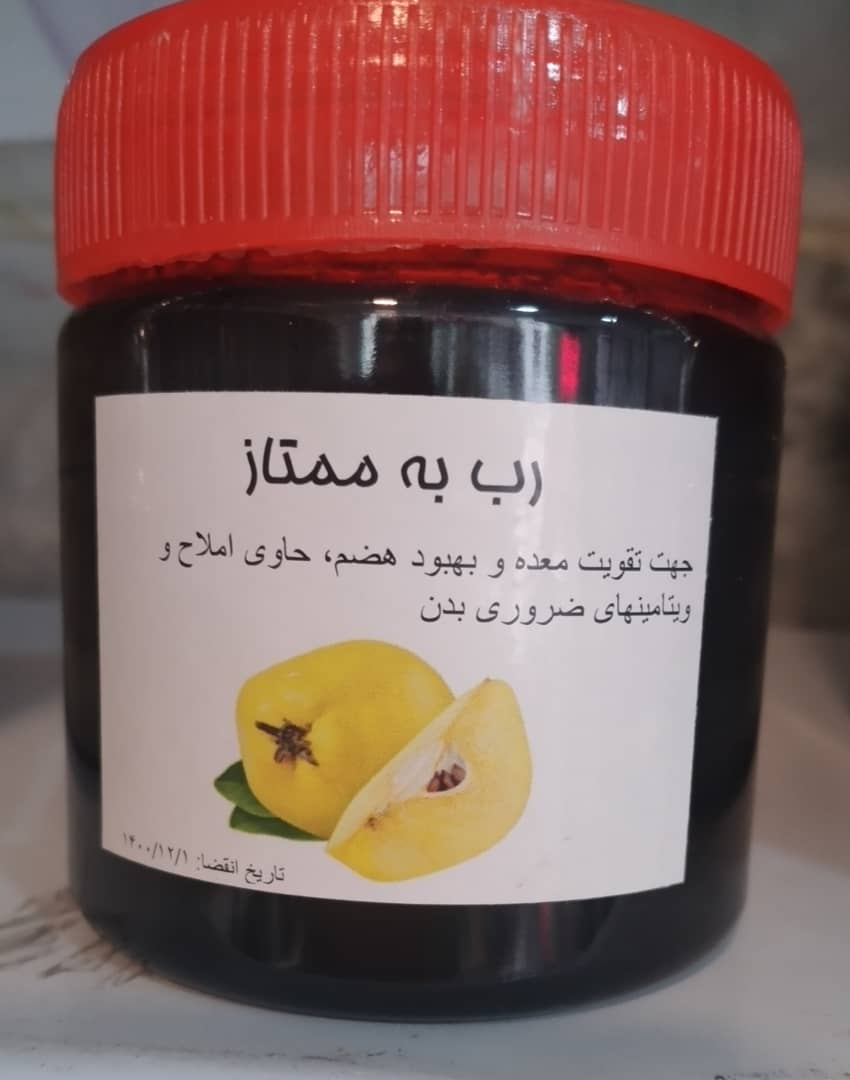 رب به ممتاز
جهت تقویت معده و بهبود هضم، حاوی املاح و
ویتامینهای ضروری بدن
تاریخ انقضا: ۱۴۰۰/۱۲/۱